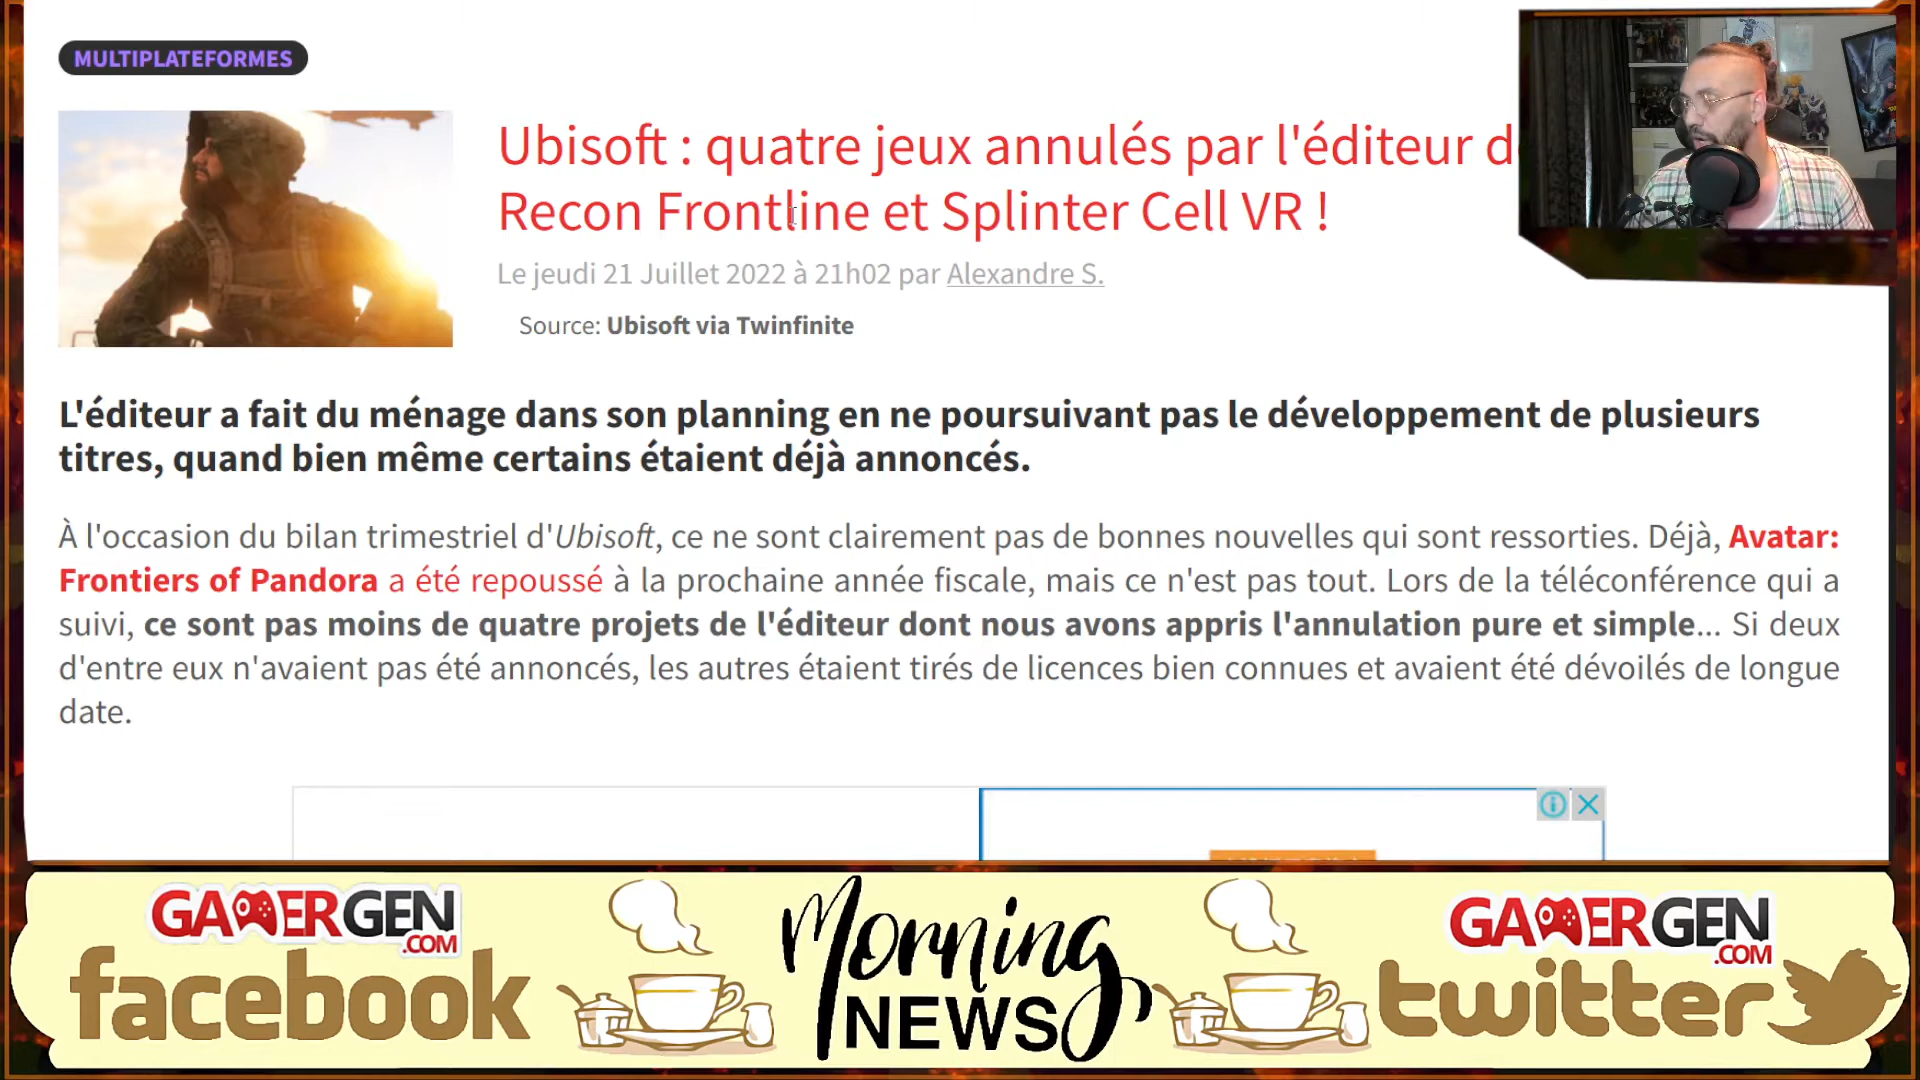 MULTIPLATEFORMES
Ubisoft : quatre jeux annulés par l'éditeur
Recon Frontline et Splinter Cell VR !
Le jeudi 21 Juillet 2022 à 21h02 par Alexandre S.
Source: Ubisoft via Twinfinite
L'éditeur a fait du ménage dans son planning en ne poursuivant pas le développement de plusieurs
titres, quand bien même certains étaient déjà annoncés.
À l'occasion du bilan trimestriel d'Ubisoft, ce ne sont clairement pas de bonnes nouvelles qui sont ressorties. Déjà, Avatar:
Frontiers of Pandora a été repoussé à la prochaine année fiscale, mais ce n'est pas tout. Lors de la téléconférence qui a
suivi, ce sont pas moins de quatre projets de l'éditeur dont nous avons appris l'annulation pure et simple... Si deux
d'entre eux n'avaient pas été annoncés, les autres étaient tirés de licences bien connues et avaient été dévoilés de longue
date.
GAMERGEN
.COM
facebook
Morning
NEWS
GAMERGEN
.COM
twitter